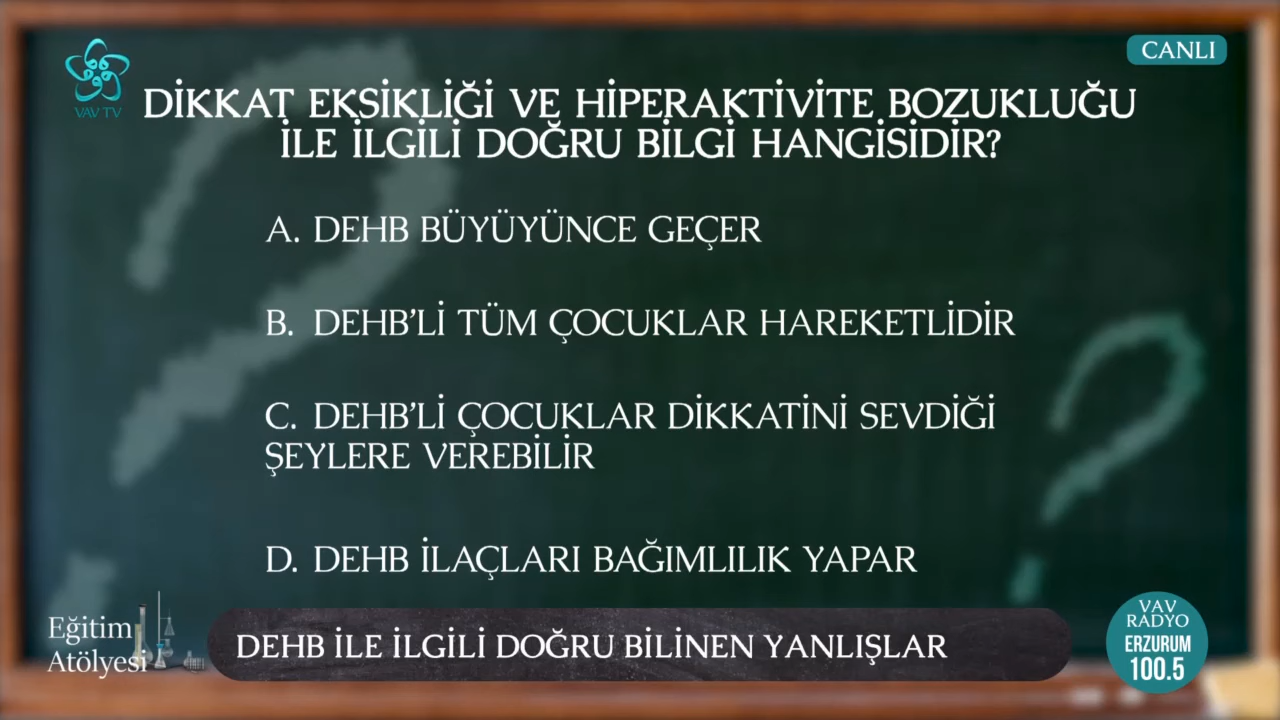 CANLI
VAV TV
DİKKAT EKSİKLİĞİ VE HİPERAKTİVİTE BOZUKLUĞU
İLE İLGİLİ DOĞRU BİLGİ HANGİSİDİR?
A. DEHB BÜYÜYÜNCE GEÇER
B. DEHB'Lİ TÜM ÇOCUKLAR HAREKETLİDİR
C. DEHB'Lİ ÇOCUKLAR DİKKATİNİ SEVDİĞİ
ŞEYLERE VEREBİLİR
D. DEHB İLAÇLARI BAĞIMLILIK YAPAR
Eğitim
Atölyesi
DEHB İLE İLGİLİ DOĞRU BİLİNEN YANLIŞLAR
VAV
RADYO
ERZURUM
100.5